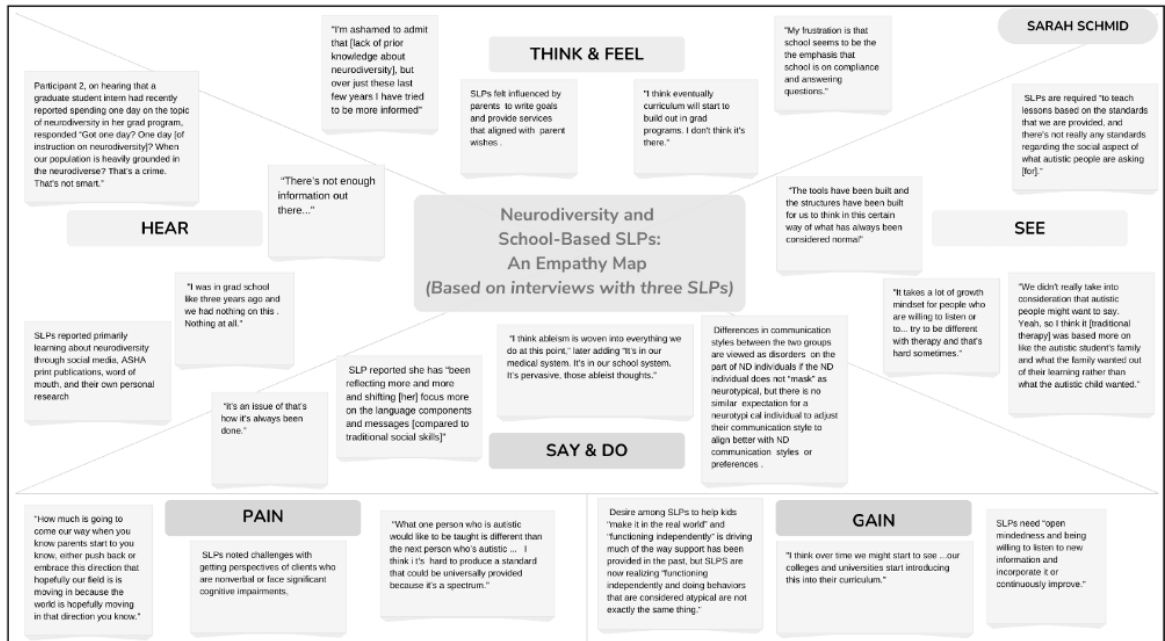 SARAH SCHMID
THINK & FEEL
"I'm ashamed to admit
that [lack of prior
knowledge about
neurodiversity], but
over just these last
few years I have tried
to be more informed"
SLPs felt influenced by
parents to write goals
and provide services
that aligned with parent
wishes .
"I think eventually
curriculum will start to
build out in grad
programs. I don't think it's
there."
"My frustration is that
school seems to be the
the emphasis that
school is on compliance
and answering
questions."
Participant 2, on hearing that a
graduate student intern had recently
reported spending one day on the topic
of neurodiversity in her grad program,
responded "Got one day? One day [of
instruction on neurodiversity]? When
our population is heavily grounded in
the neurodiverse? That's a crime.
That's not smart."
"There's not enough
information out
there..."
HEAR
"I was in grad school
like three years ago and
we had nothing on this .
Nothing at all."
SLPs reported primarily
learning about neurodiversity
through social media, ASHA
print publications, word of
mouth, and their own personal
research
"it's an issue of that's
how it's always been
done."
Neurodiversity and
School-Based SLPs:
An Empathy Map
(Based on interviews with three SLPs)
SLPs are required "to teach
lessons based on the standards
that we are provided, and
there's not really any standards
regarding the social aspect of
what autistic people are asking
[for]."
"The tools have been built and
the structures have been built
for us to think in this certain
way of what has always been
considered normal"
SEE
"It takes a lot of growth
mindset for people who
are willing to listen or
to... try to be different
with therapy and that's
hard sometimes."
"We didn't really take into
consideration that autistic
people might want to say.
Yeah, so I think it [traditional
therapy] was based more on
like the autistic student's family
and what the family wanted out
of their learning rather than
what the autistic child wanted."
SLP reported she has "been
reflecting more and more
and shifting [her] focus more
on the language components
and messages [compared to
traditional social skills]"
"I think ableism is woven into everything we
do at this point," later adding "It's in our
medical system. It's in our school system.
It's pervasive, those ableist thoughts."
Differences in communication
styles between the two groups
are viewed as disorders on the
part of ND individuals if the ND
individual does not "mask" as
neurotypical, but there is no
similar expectation for a
neurotypi cal individual to adjust
their communication style to
align better with ND
communication styles or
preferences .
SAY & DO
PAIN
"How much is going to
come our way when you
know parents start to you
know, either push back or
embrace this direction that
hopefully our field is is
moving in because the
world is hopefully moving
in that direction you know."
SLPs noted challenges with
getting perspectives of clients who
are nonverbal or face significant
cognitive impairments,
"What one person who is autistic
would like to be taught is different than
the next person who's autistic ... I
think i t's hard to produce a standard
that could be universally provided
because it's a spectrum."
GAIN
Desire among SLPs to help kids
"make it in the real world" and
"functioning independently" is driving
much of the way support has been
provided in the past, but SLPS are
now realizing "functioning
independently and doing behaviors
that are considered atypical are not
exactly the same thing."
"I think over time we might start to see ...our
colleges and universities start introducing
this into their curriculum."
SLPs need "open
mindedness and being
willing to listen to new
information and
incorporate it or
continuously improve."